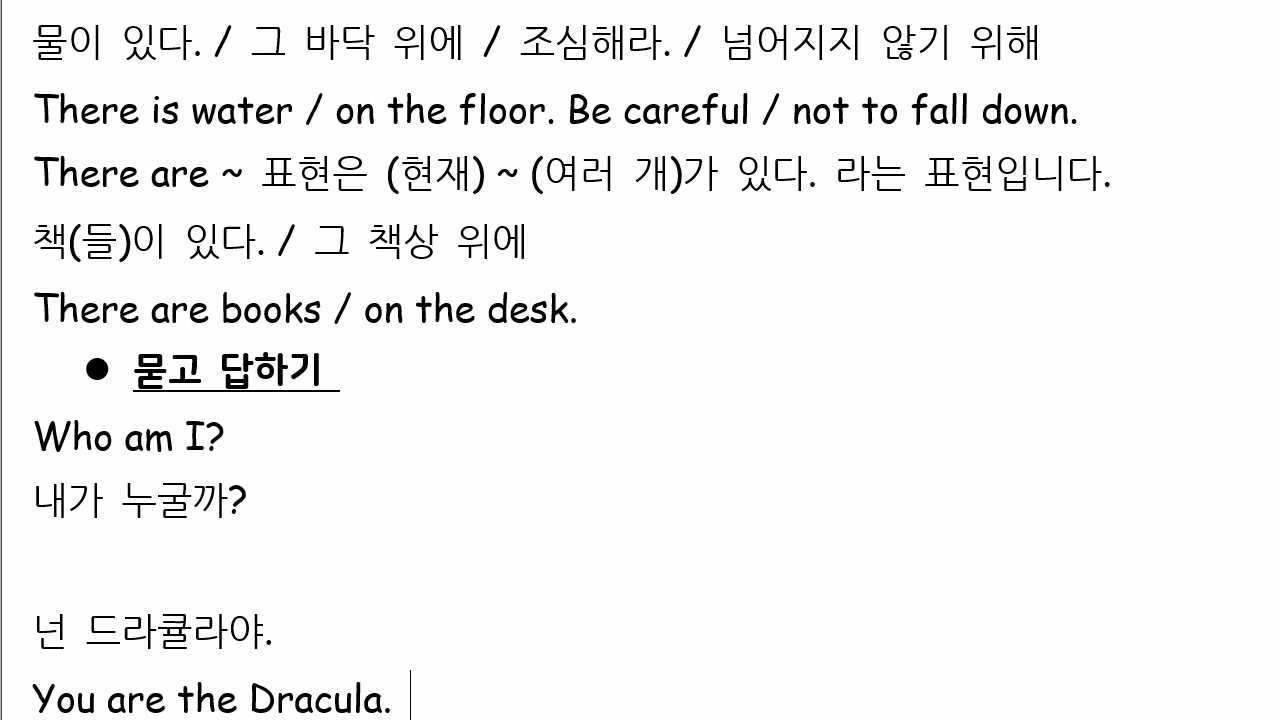 물이 있다. / 그 바닥 위에 / 조심해라. / 넘어지지 않기 위해
There is water / on the floor. Be careful / not to fall down.
There are ~ 표현은 (현재) ~ (여러 개)가 있다. 라는 표현입니다.
책(들)이 있다. / 그 책상 위에
There are books / on the desk.
● 묻고 답하기
Who am I?
내가 누굴까?
넌 드라큘라야.
You are the Dracula.